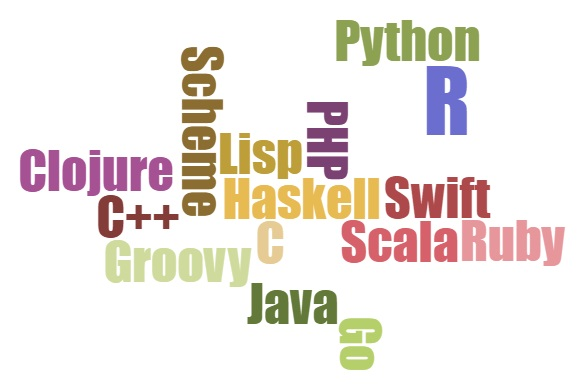 Python
R
Scheme
PHP
Lisp
Clojure
Haskell
Swift
C++
C
Scala
Ruby
Groovy
Java
Go